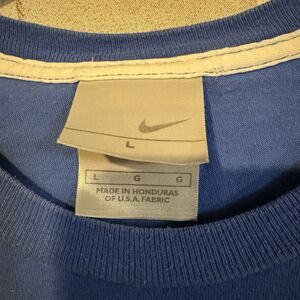 L
L G G
MADE IN HONDURAS
OF U.S.A. FABRIC